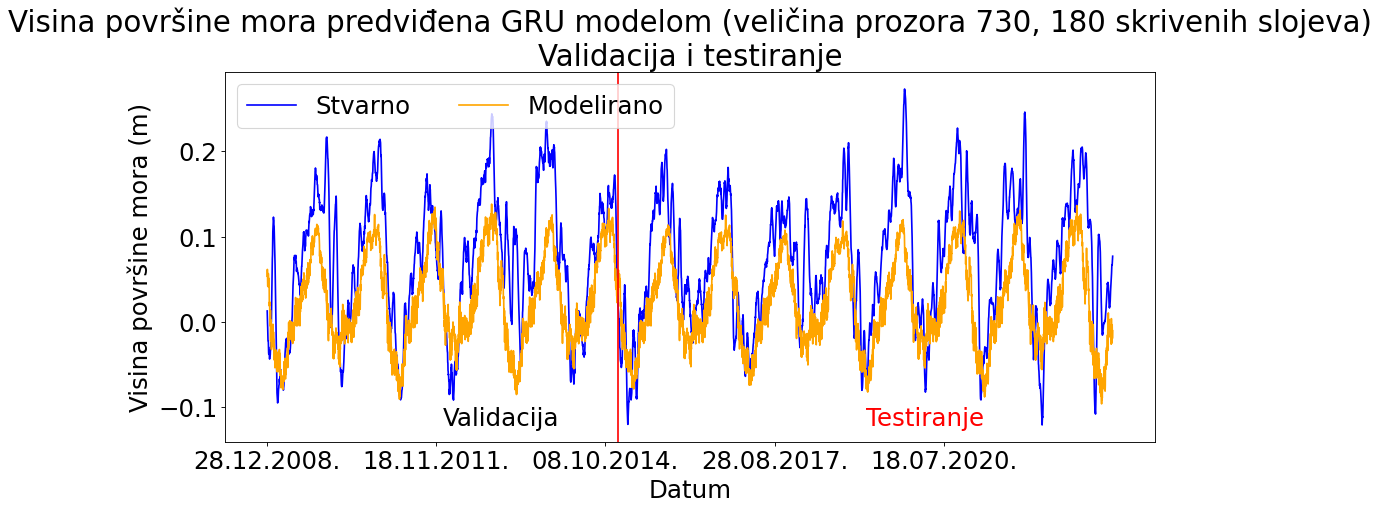 Visina površine mora predviđena GRU modelom (veličina prozora 730, 180 skrivenih slojeva)
Validacija i testiranje
Stvarno
Modelirano
Visina površine mora (m)
0.2
0.1
0.0
−0.1
Validacija
Testiranje
28.12.2008.
18.11.2011.
08.10.2014.
28.08.2017.
18.07.2020.
Datum